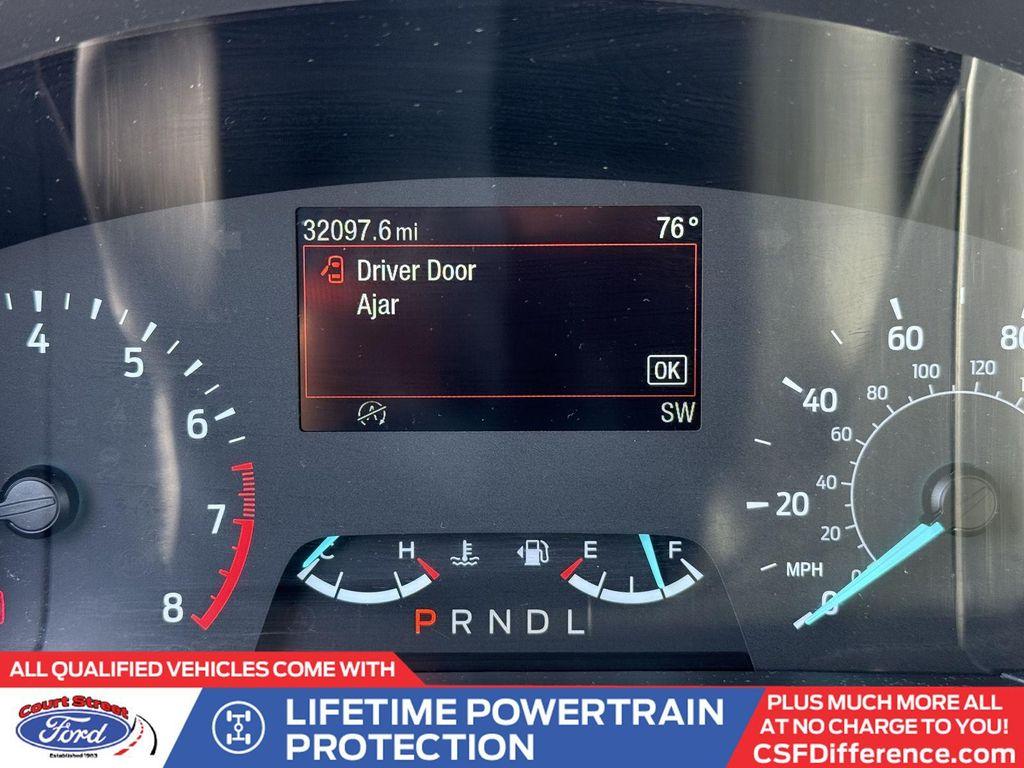 32097.6 mi 76°
Driver Door
Ajar
OK
SW
4
5
6
7
8
C H
E F
P R N D L
60
80
40
20
0
MPH
120
100
80
60
40
20
0
ALL QUALIFIED VEHICLES COME WITH
Court Street
Ford
Established 1983
LIFETIME POWERTRAIN
PROTECTION
PLUS MUCH MORE ALL
AT NO CHARGE TO YOU!
CSFDifference.com